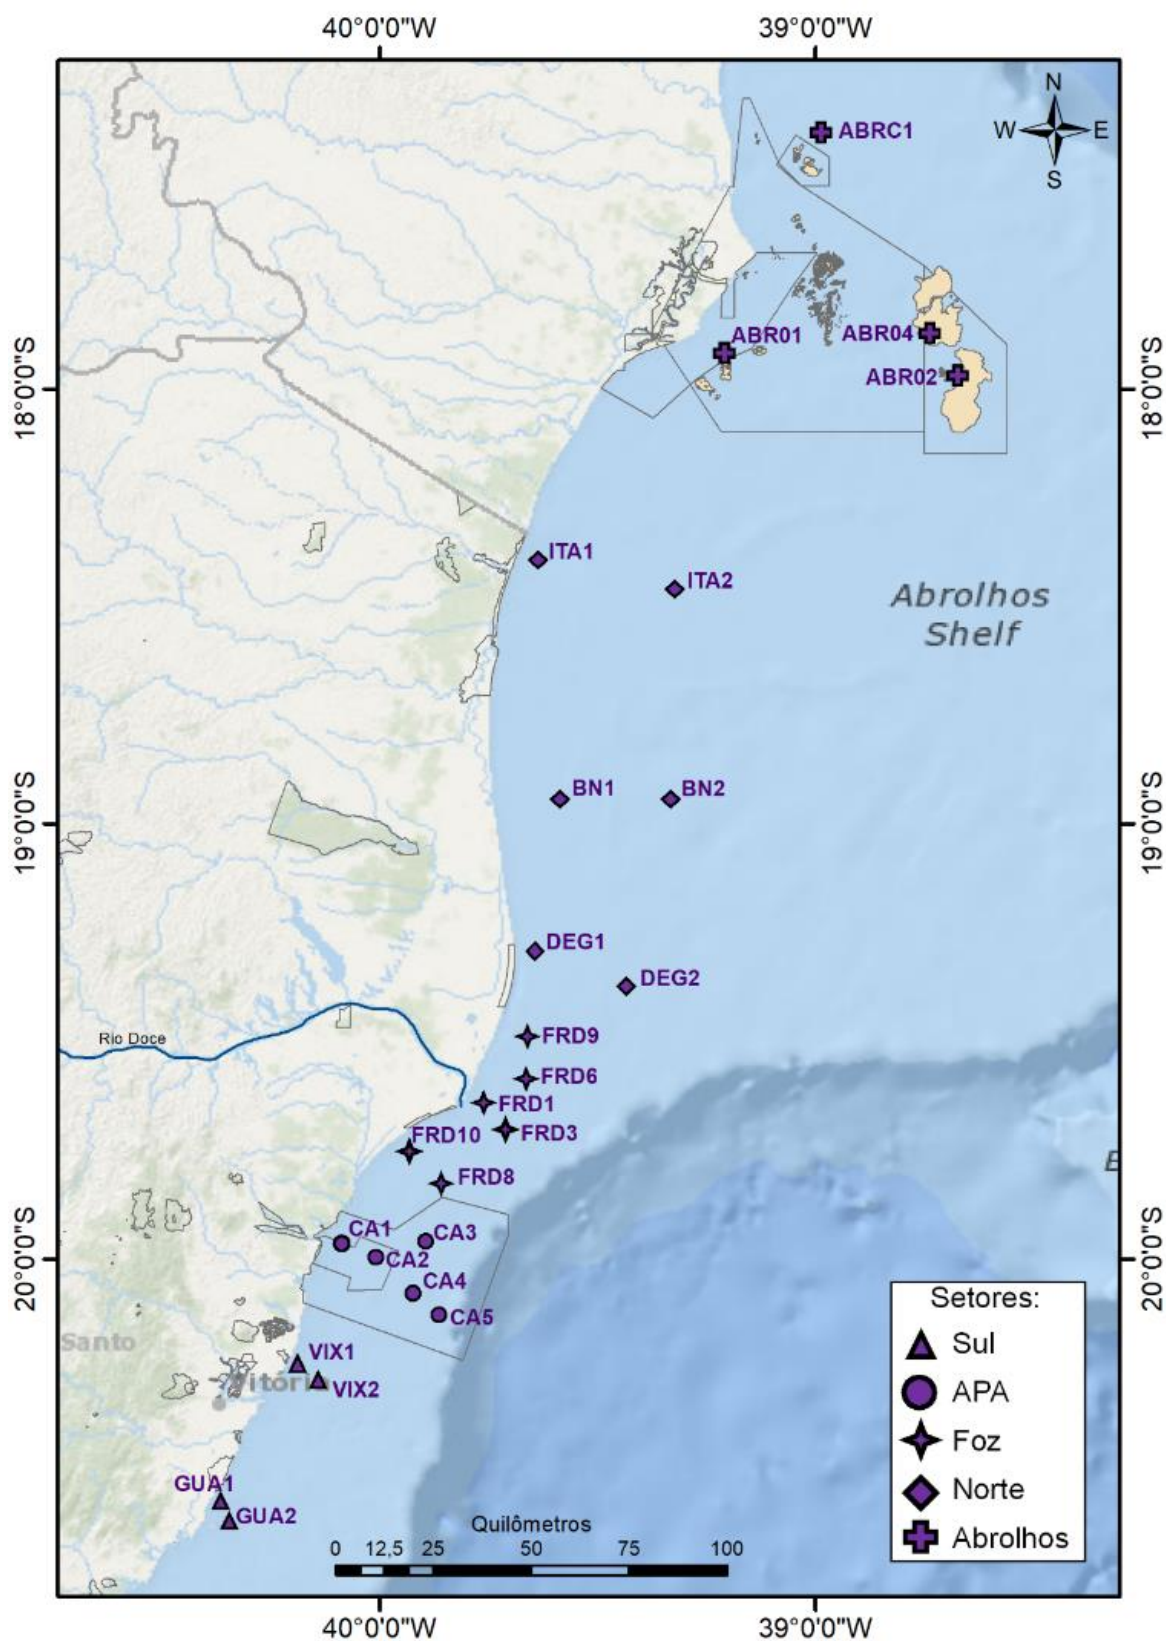 40°0'0"W
39°0'0"W
N
W
E
S
ABRC1
ABR01
ABR04
ABR02
18°0'0"S
18°0'0"S
ITA1
ITA2
Abrolhos
Shelf
BN1
BN2
19°0'0"S
19°0'0"S
DEG1
DEG2
Rio Doce
FRD9
FRD6
FRD1
FRD3
FRD10
FRD8
E
CA1
CA3
CA2
CA4
CA5
20°0'0"S
20°0'0"S
Santo
VIX1
Vitória
VIX2
GUA1
GUA2
Setores:
Sul
APA
Foz
Norte
Abrolhos
Quilômetros
0 12,5 25 50 75 100
40°0'0"W
39°0'0"W